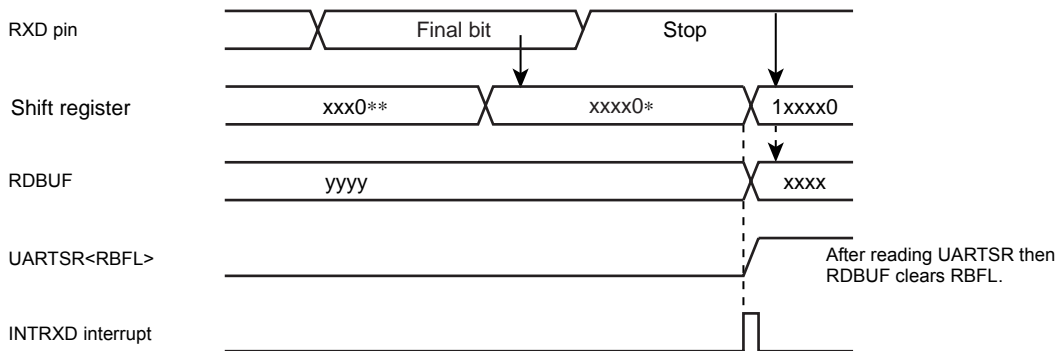 RXD pin
Final bit
Stop
Shift register
xxx0**
xxxx0*
1xxxx0
RDBUF
yyyy
xxxx
UARTSR<RBFL>
After reading UARTSR then
RDBUF clears RBFL.
INTRXD interrupt